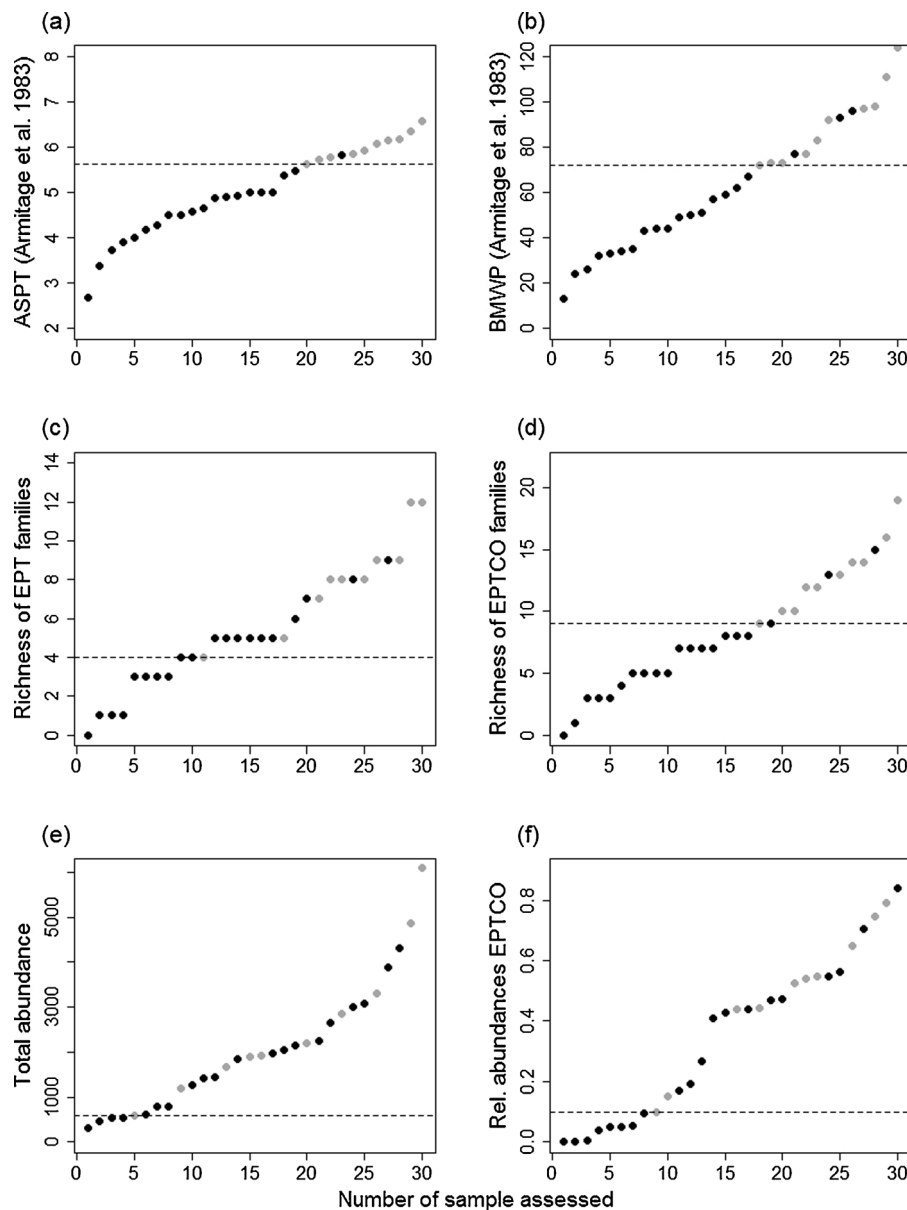 (a)
ASPT (Armitage et al. 1983)
2 3 4 5 6 7 8
0 5 10 15 20 25 30
(b)
BMWP (Armitage et al. 1983)
0 20 40 60 80 100 120
0 5 10 15 20 25 30
(c)
Richness of EPT families
0 2 4 6 8 10 12 14
0 5 10 15 20 25 30
(d)
Richness of EPTCO families
0 5 10 15 20
0 5 10 15 20 25 30
(e)
Total abundance
0 1000 3000 5000
0 5 10 15 20 25 30
(f)
Rel. abundances EPTCO
0.0 0.2 0.4 0.6 0.8
0 5 10 15 20 25 30
Number of sample assessed